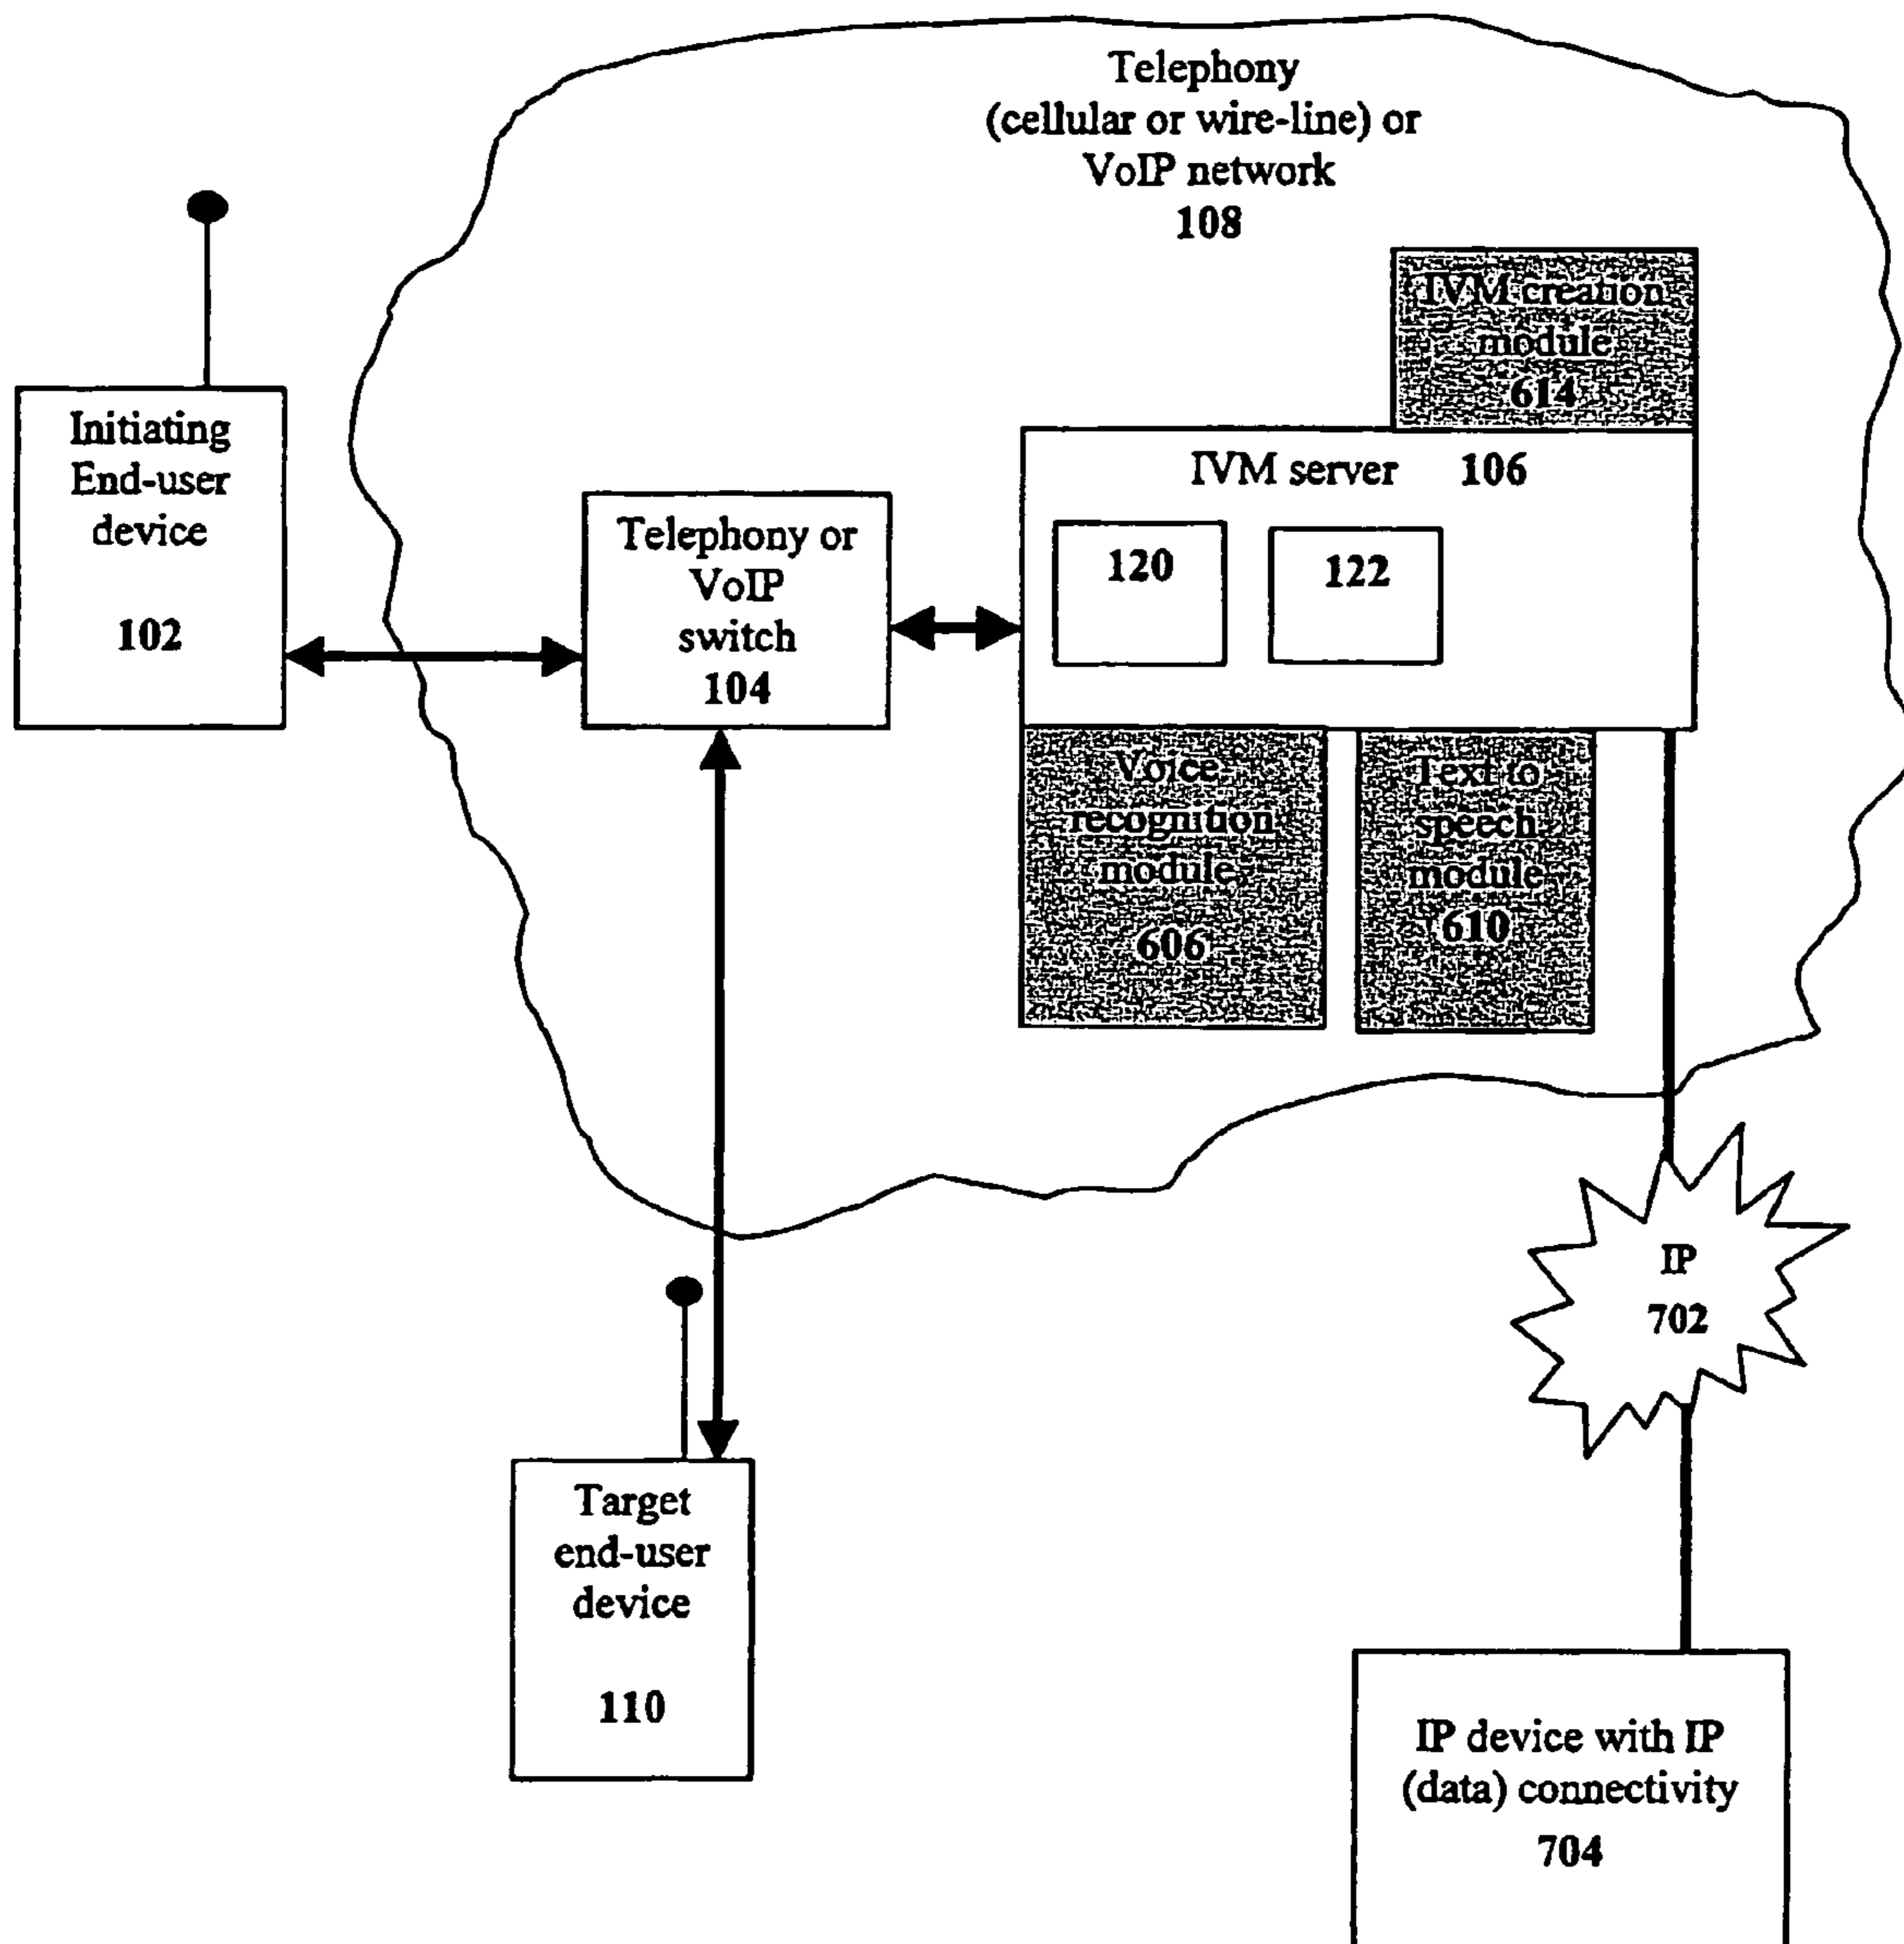 Telephony
(cellular or wire-line) or
VoIP network
108
IVM creation
module
614
Initiating
End-user
device
102
Telephony or
VoIP
switch
104
IVM server 106
120
122
Voice
recognition
module
606
Text to
speech
module
610
IP
702
Target
end-user
device
110
IP device with IP
(data) connectivity
704